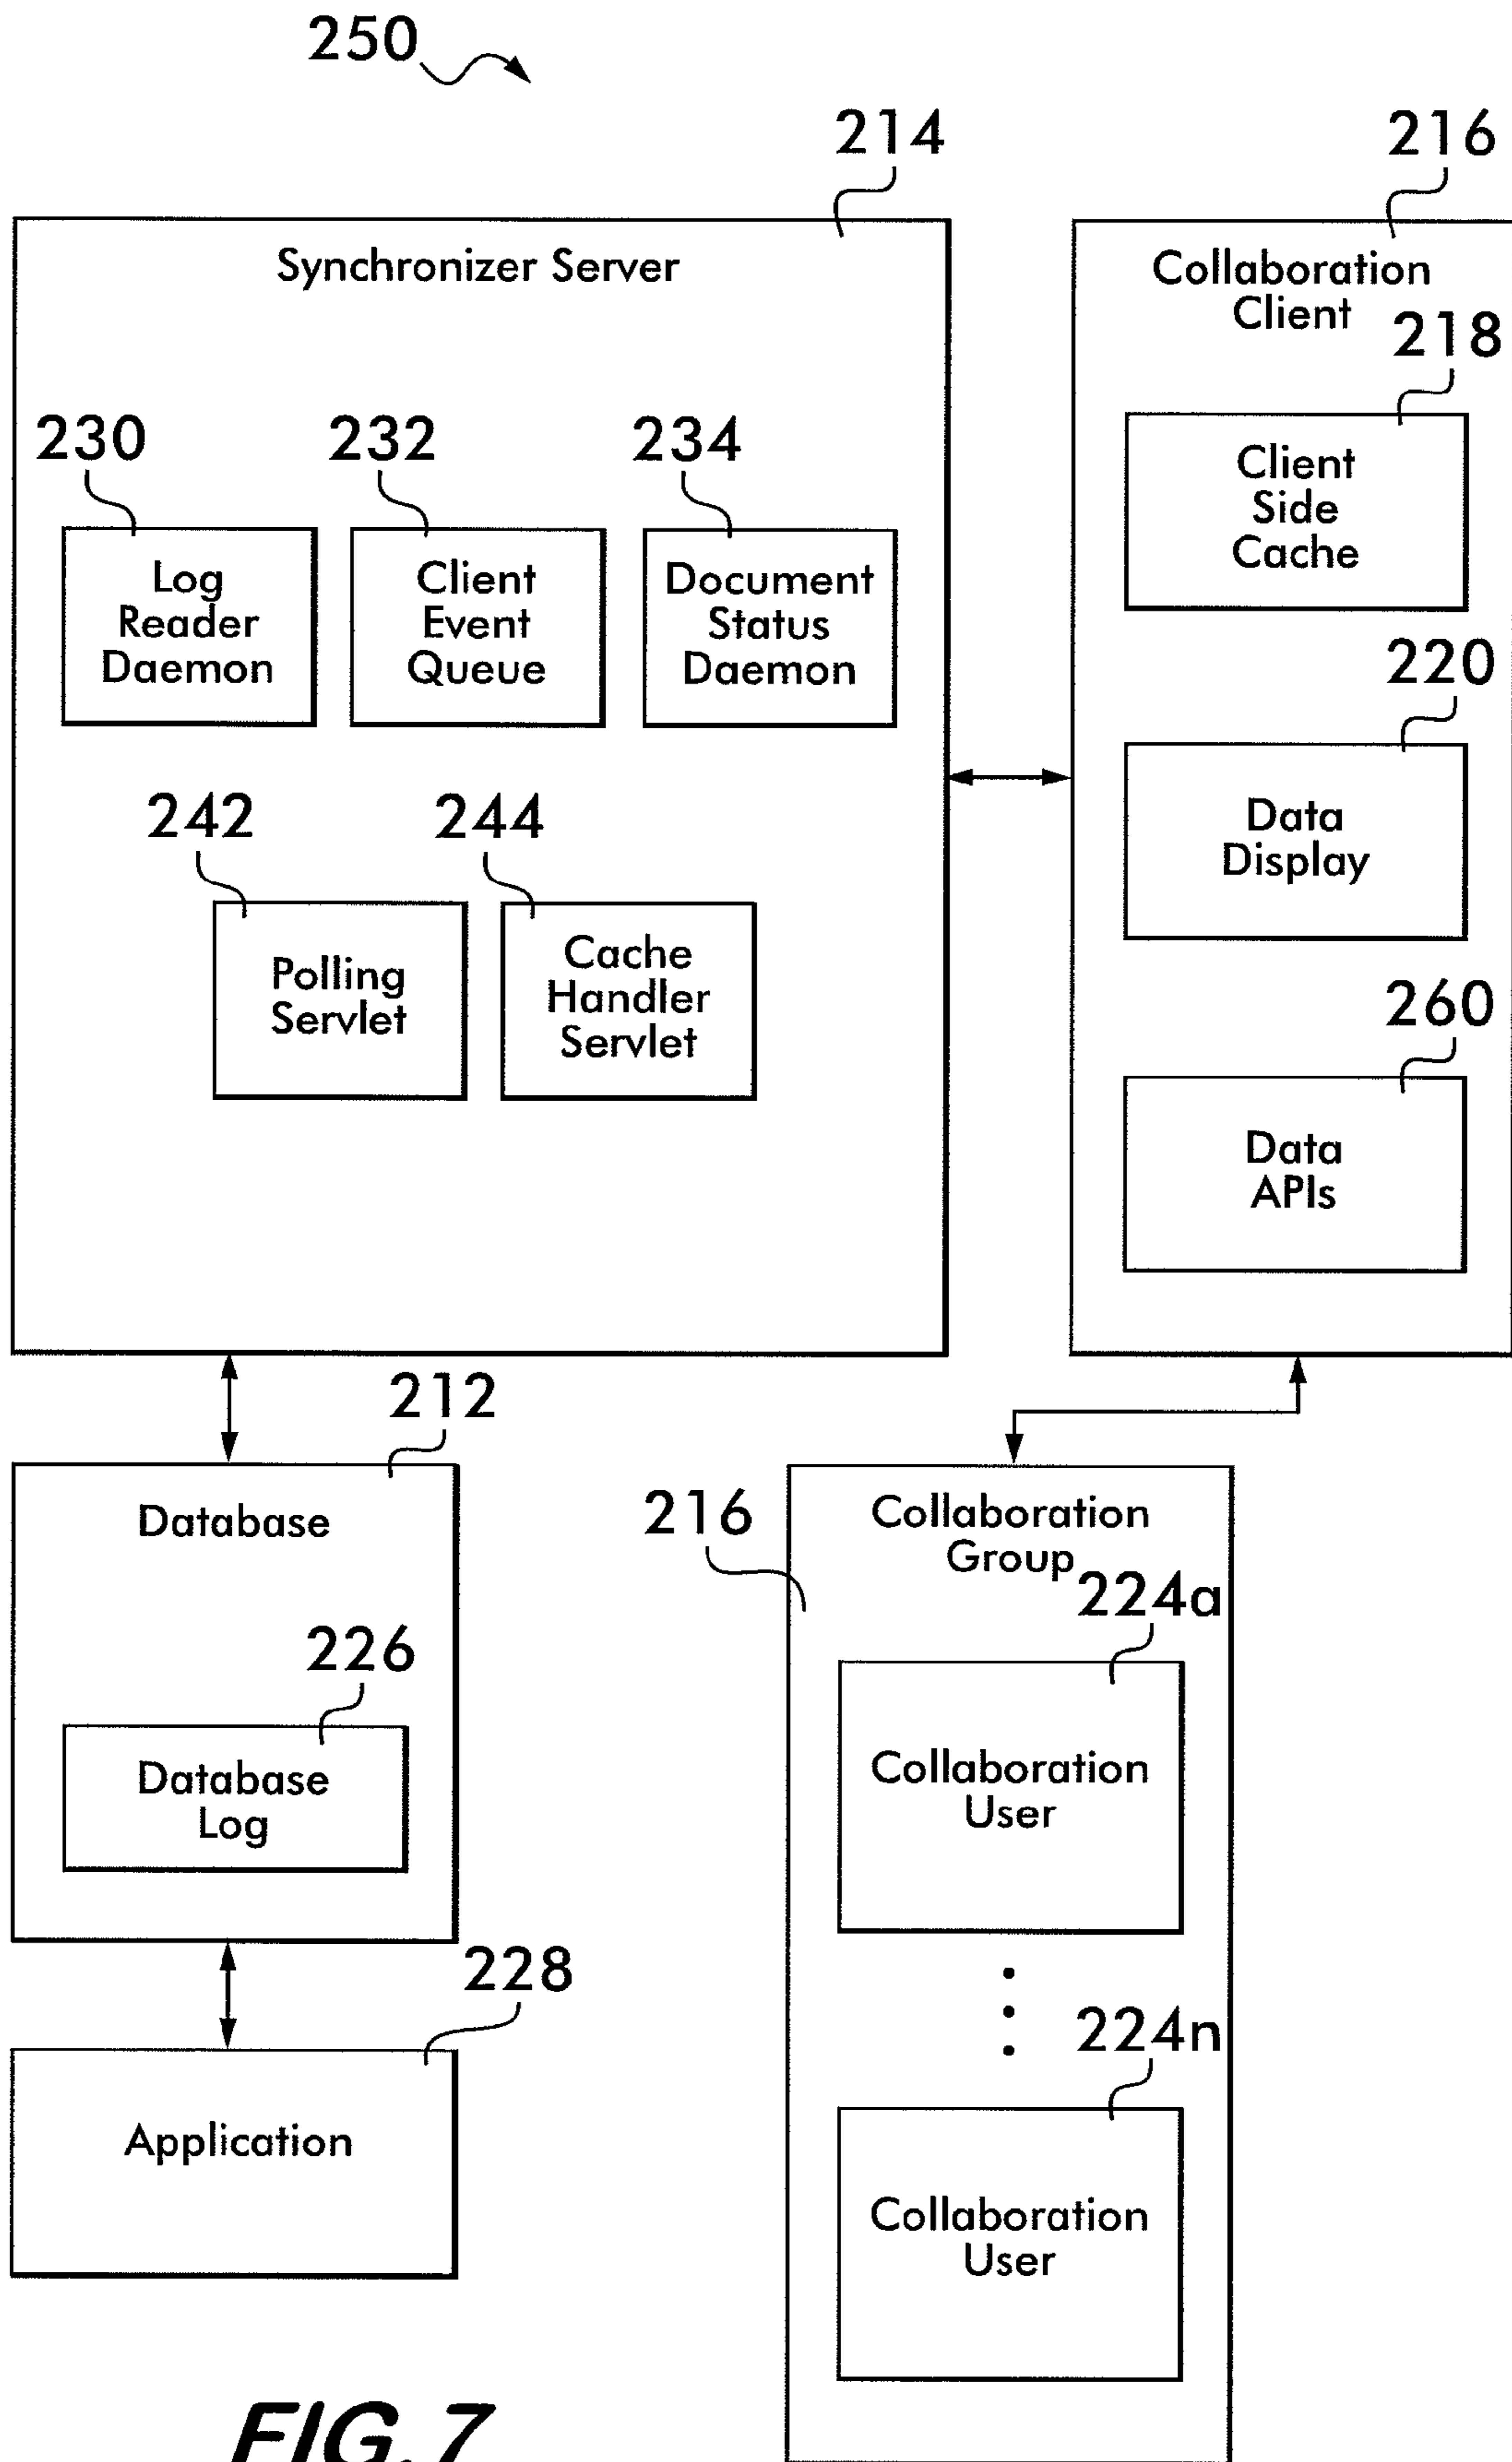 250
214
216
Synchronizer Server
Collaboration
Client
218
230
232
234
Client
Side
Cache
Log
Reader
Daemon
Client
Event
Queue
Document
Status
Daemon
220
242
244
Data
Display
Polling
Servlet
Cache
Handler
Servlet
260
Data
APIs
212
Database
216
Collaboration
Group
224a
226
Database
Log
Collaboration
User
228
224n
Application
Collaboration
User
FIG. 7